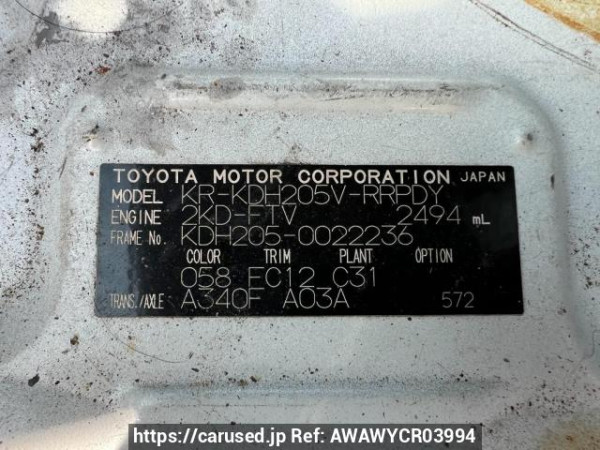 TOYOTA MOTOR CORPORATION JAPAN
MODEL KR-KDH205V-RRPDY
ENGINE 2KD-FTV 2494 mL
FRAME No. KDH205-0022236
COLOR TRIM PLANT OPTION
058 FC12 C31
TRANS./AXLE A340F A03A 572
https://carused.jp Ref: AWAWYCR03994